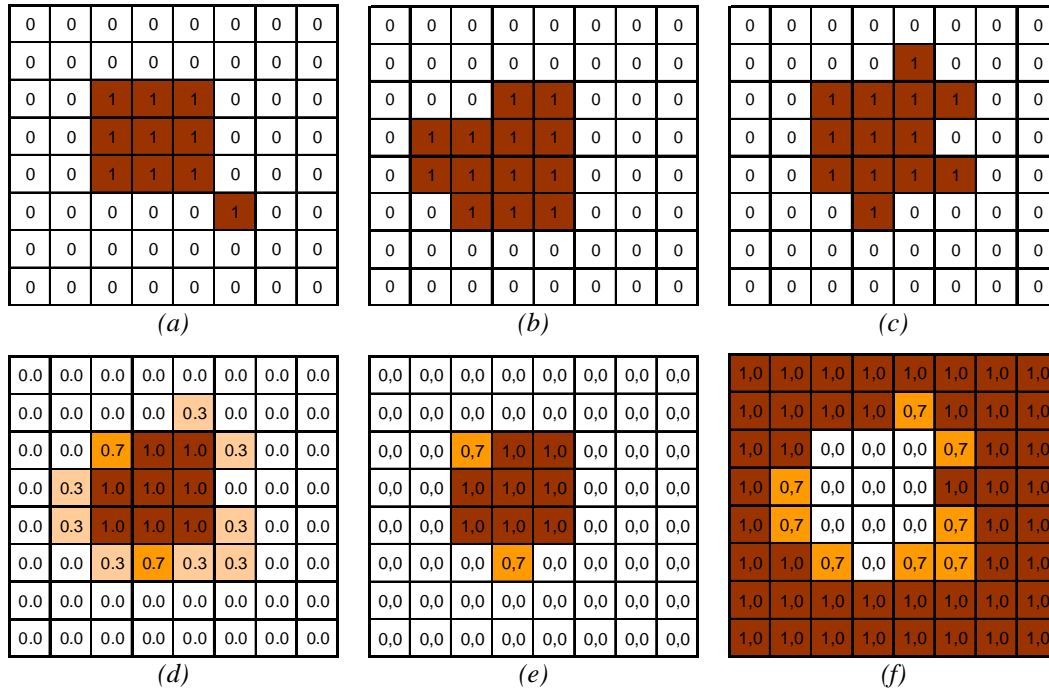 0 0 0 0 0 0 0 0
0 0 0 0 0 0 0 0
0 0 1 1 1 0 0 0
0 0 1 1 1 0 0 0
0 0 1 1 1 0 0 0
0 0 0 0 0 1 0 0
0 0 0 0 0 0 0 0
0 0 0 0 0 0 0 0
(a)
0 0 0 0 0 0 0 0
0 0 0 0 0 0 0 0
0 0 0 1 1 0 0 0
0 1 1 1 1 0 0 0
0 1 1 1 1 0 0 0
0 0 1 1 1 0 0 0
0 0 0 0 0 0 0 0
0 0 0 0 0 0 0 0
(b)
0 0 0 0 0 0 0 0
0 0 0 0 1 0 0 0
0 0 1 1 1 1 0 0
0 0 1 1 1 0 0 0
0 0 1 1 1 1 0 0
0 0 0 1 0 0 0 0
0 0 0 0 0 0 0 0
0 0 0 0 0 0 0 0
(c)
0.0 0.0 0.0 0.0 0.0 0.0 0.0 0.0
0.0 0.0 0.0 0.0 0.3 0.0 0.0 0.0
0.0 0.0 0.7 1.0 1.0 0.3 0.0 0.0
0.0 0.3 1.0 1.0 1.0 0.0 0.0 0.0
0.0 0.3 1.0 1.0 1.0 0.3 0.0 0.0
0.0 0.0 0.3 0.7 0.3 0.3 0.0 0.0
0.0 0.0 0.0 0.0 0.0 0.0 0.0 0.0
0.0 0.0 0.0 0.0 0.0 0.0 0.0 0.0
(d)
0,0 0,0 0,0 0,0 0,0 0,0 0,0 0,0
0,0 0,0 0,0 0,0 0,0 0,0 0,0 0,0
0,0 0,0 0,7 1,0 1,0 0,0 0,0 0,0
0,0 0,0 1,0 1,0 1,0 0,0 0,0 0,0
0,0 0,0 1,0 1,0 1,0 0,0 0,0 0,0
0,0 0,0 0,0 0,7 0,0 0,0 0,0 0,0
0,0 0,0 0,0 0,0 0,0 0,0 0,0 0,0
0,0 0,0 0,0 0,0 0,0 0,0 0,0 0,0
(e)
1,0 1,0 1,0 1,0 1,0 1,0 1,0 1,0
1,0 1,0 1,0 1,0 0,7 1,0 1,0 1,0
1,0 1,0 0,0 0,0 0,0 0,7 1,0 1,0
1,0 0,7 0,0 0,0 0,0 1,0 1,0 1,0
1,0 0,7 0,0 0,0 0,0 0,7 1,0 1,0
1,0 1,0 0,7 0,0 0,7 0,7 1,0 1,0
1,0 1,0 1,0 1,0 1,0 1,0 1,0 1,0
1,0 1,0 1,0 1,0 1,0 1,0 1,0 1,0
(f)